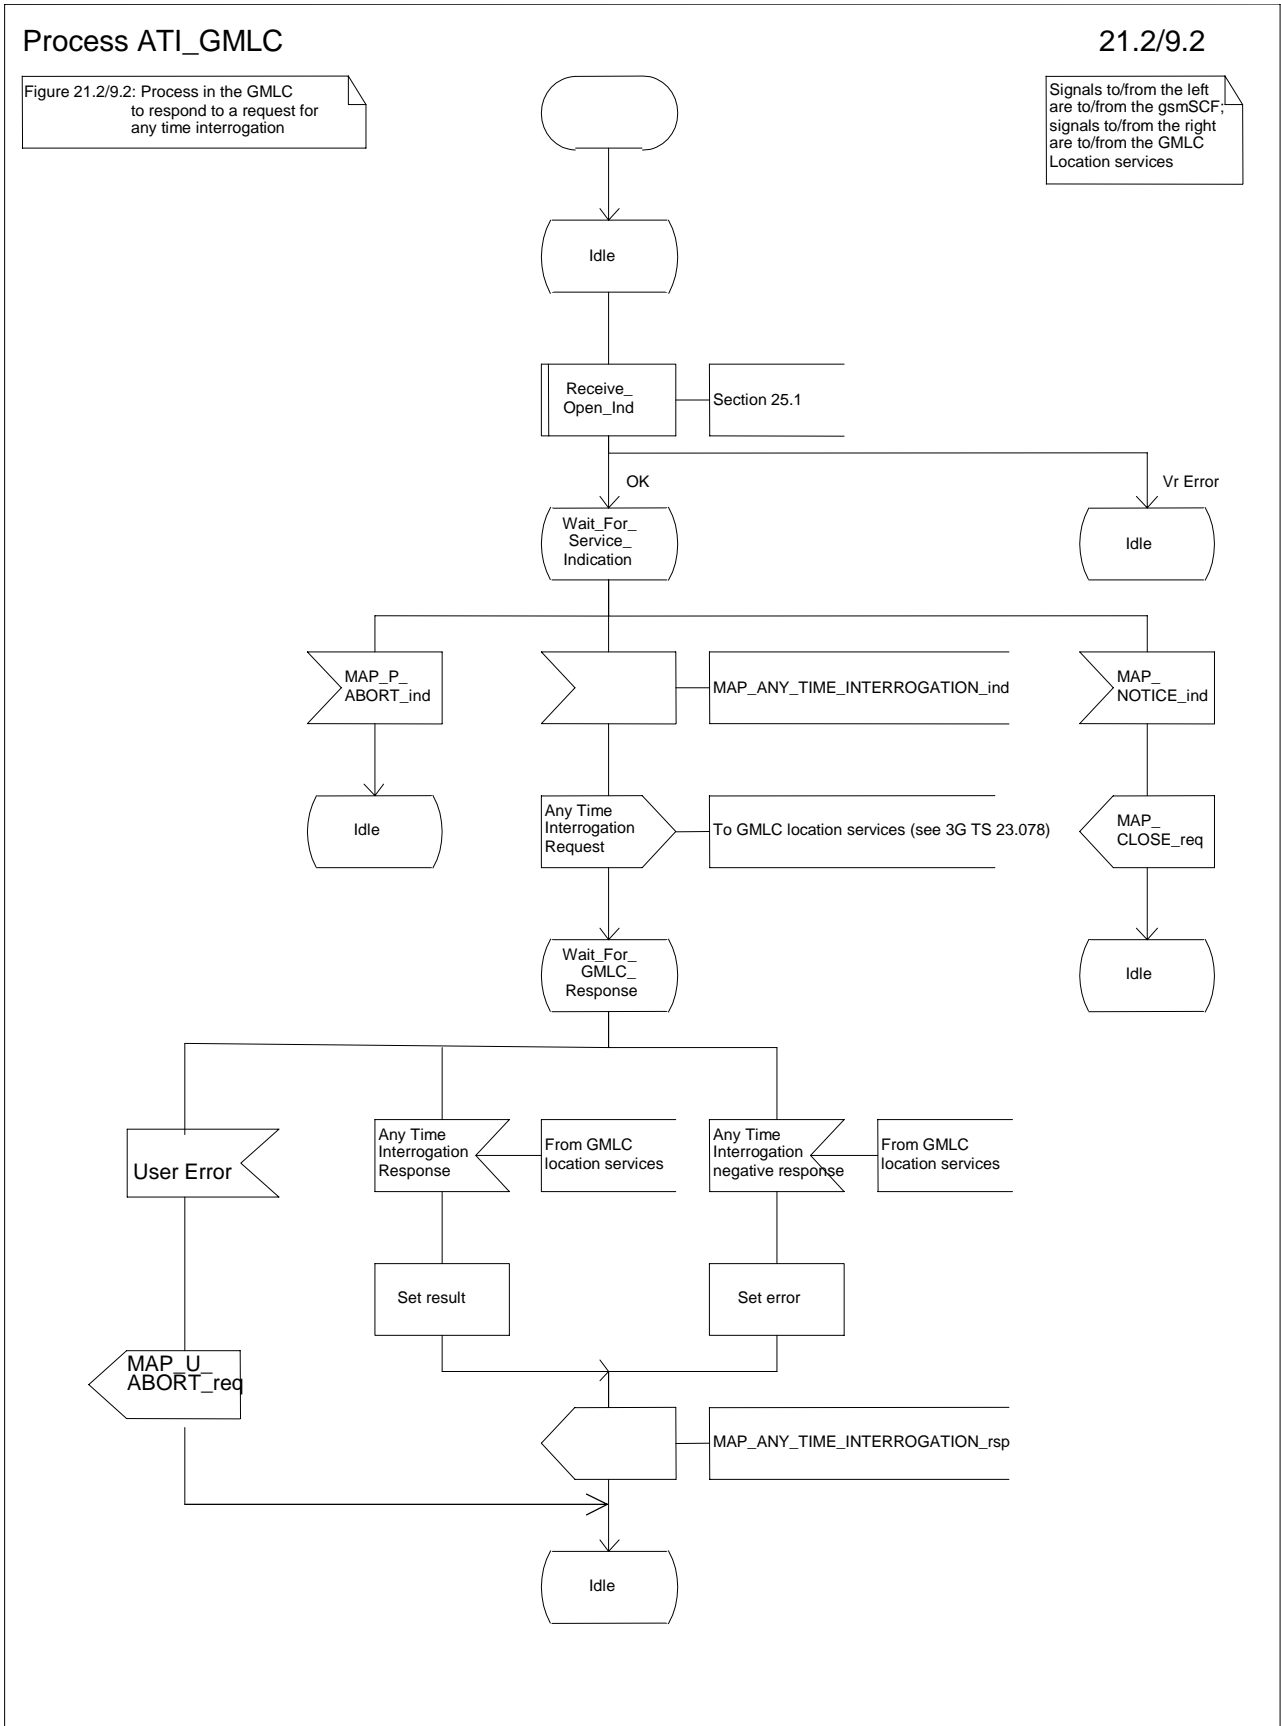 Process ATI_GMLC
21.2/9.2
Figure 21.2/9.2: Process in the GMLC
to respond to a request for
any time interrogation
Signals to/from the left
are to/from the gsmSCF;
signals to/from the right
are to/from the GMLC
Location services
Idle
Receive_
Open_Ind
Section 25.1
OK
Vr Error
Wait_For_
Service_
Indication
Idle
MAP_P_
ABORT_ind
MAP_ANY_TIME_INTERROGATION_ind
MAP_
NOTICE_ind
Idle
Any Time
Interrogation
Request
To GMLC location services (see 3G TS 23.078)
MAP_
CLOSE_req
Wait_For_
GMLC_
Response
Idle
User Error
Any Time
Interrogation
Response
From GMLC
location services
Any Time
Interrogation
negative response
From GMLC
location services
Set result
Set error
MAP_U_
ABORT_req
MAP_ANY_TIME_INTERROGATION_rsp
Idle